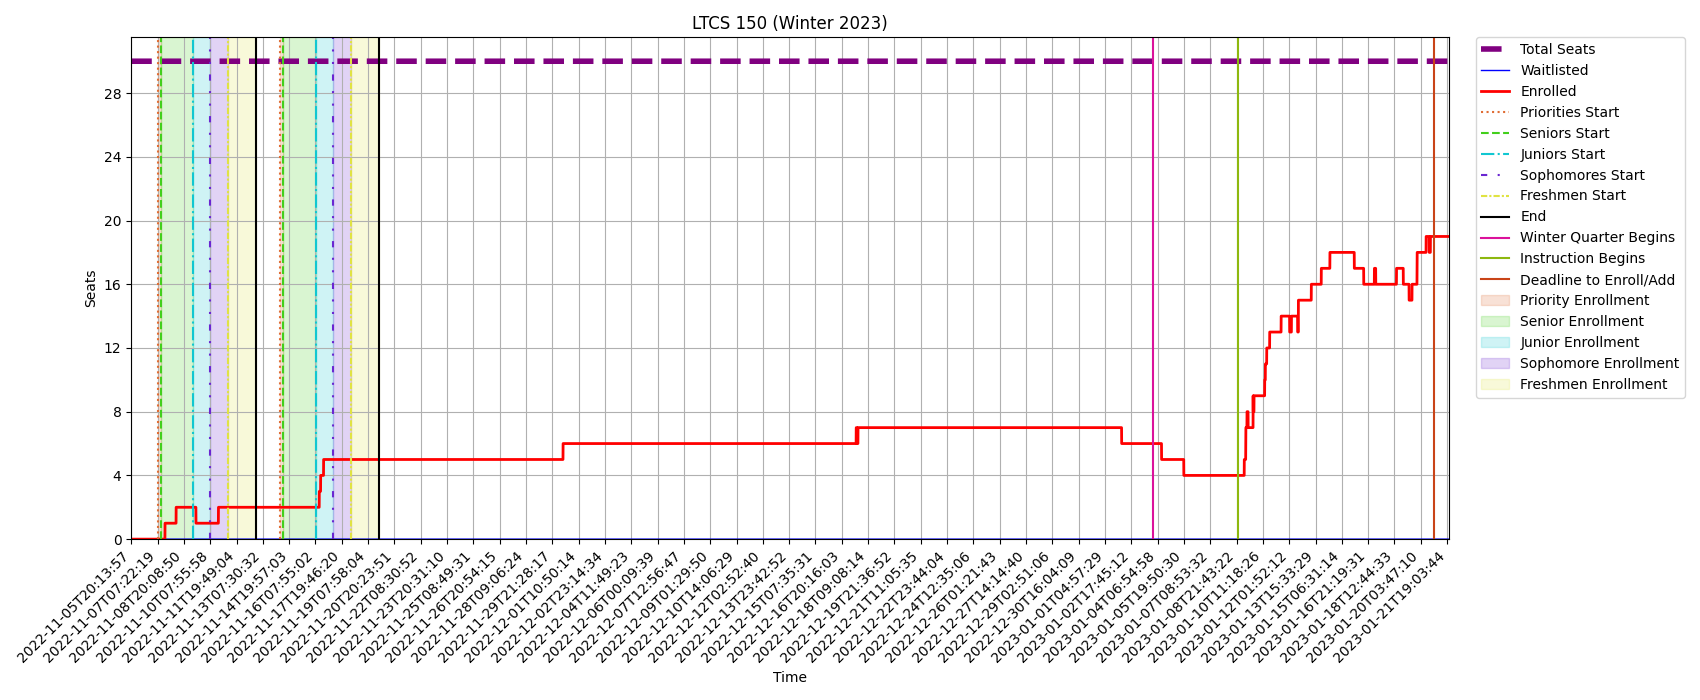 LTCS 150 (Winter 2023)
Seats
28
24
20
16
12
8
4
0
2022-11-05T20:13:57
2022-11-07T07:22:19
2022-11-08T20:08:50
2022-11-10T07:55:58
2022-11-11T19:49:04
2022-11-13T07:30:32
2022-11-14T19:57:03
2022-11-16T07:55:02
2022-11-17T19:46:20
2022-11-19T07:58:04
2022-11-20T20:23:51
2022-11-22T08:30:52
2022-11-23T20:31:10
2022-11-25T08:49:31
2022-11-26T20:54:15
2022-11-28T09:06:24
2022-11-29T21:28:17
2022-12-01T10:50:14
2022-12-02T23:14:34
2022-12-04T11:49:23
2022-12-06T00:09:39
2022-12-07T12:56:47
2022-12-09T01:29:50
2022-12-10T14:06:29
2022-12-12T02:52:40
2022-12-13T23:42:52
2022-12-15T07:35:31
2022-12-16T20:16:03
2022-12-18T09:08:14
2022-12-19T21:36:52
2022-12-21T11:05:35
2022-12-22T23:44:04
2022-12-24T12:35:06
2022-12-26T01:21:43
2022-12-27T14:14:40
2022-12-29T02:51:06
2022-12-30T16:04:09
2023-01-01T04:57:29
2023-01-02T17:45:12
2023-01-04T06:54:58
2023-01-05T19:50:30
2023-01-07T08:53:32
2023-01-08T21:43:22
2023-01-10T11:18:26
2023-01-12T01:52:12
2023-01-13T15:33:29
2023-01-15T06:31:14
2023-01-16T21:19:31
2023-01-18T12:44:33
2023-01-20T03:47:10
2023-01-21T19:03:44
Time
Total Seats
Waitlisted
Enrolled
Priorities Start
Seniors Start
Juniors Start
Sophomores Start
Freshmen Start
End
Winter Quarter Begins
Instruction Begins
Deadline to Enroll/Add
Priority Enrollment
Senior Enrollment
Junior Enrollment
Sophomore Enrollment
Freshmen Enrollment